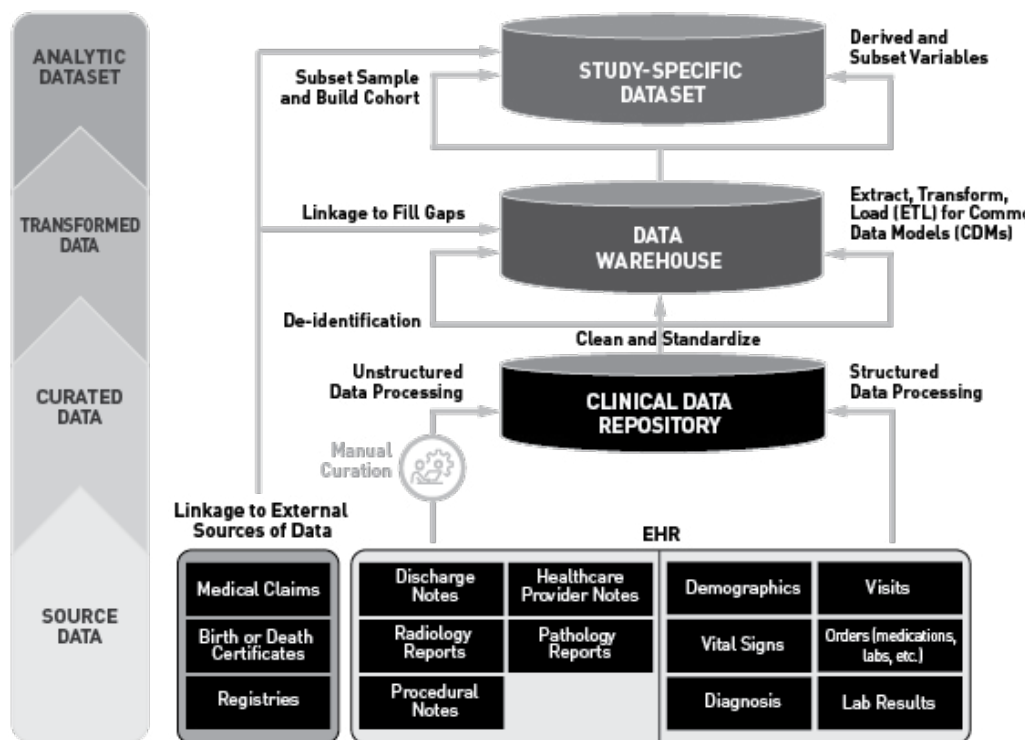 ANALYTIC
DATASET
TRANSFORMED
DATA
CURATED
DATA
SOURCE
DATA
STUDY-SPECIFIC
DATASET
Subset Sample
and Build Cohort
Derived and
Subset Variables
Linkage to Fill Gaps
DATA
WAREHOUSE
Extract, Transform,
Load (ETL) for Commo
Data Models (CDMs)
De-identification
Clean and Standardize
Unstructured
Data Processing
CLINICAL DATA
REPOSITORY
Structured
Data Processing
Manual
Curation
Linkage to External
Sources of Data
Medical Claims
Birth or Death
Certificates
Registries
EHR
Discharge
Notes
Healthcare
Provider Notes
Radiology
Reports
Pathology
Reports
Procedural
Notes
Demographics
Visits
Vital Signs
Orders (medications,
labs, etc.)
Diagnosis
Lab Results